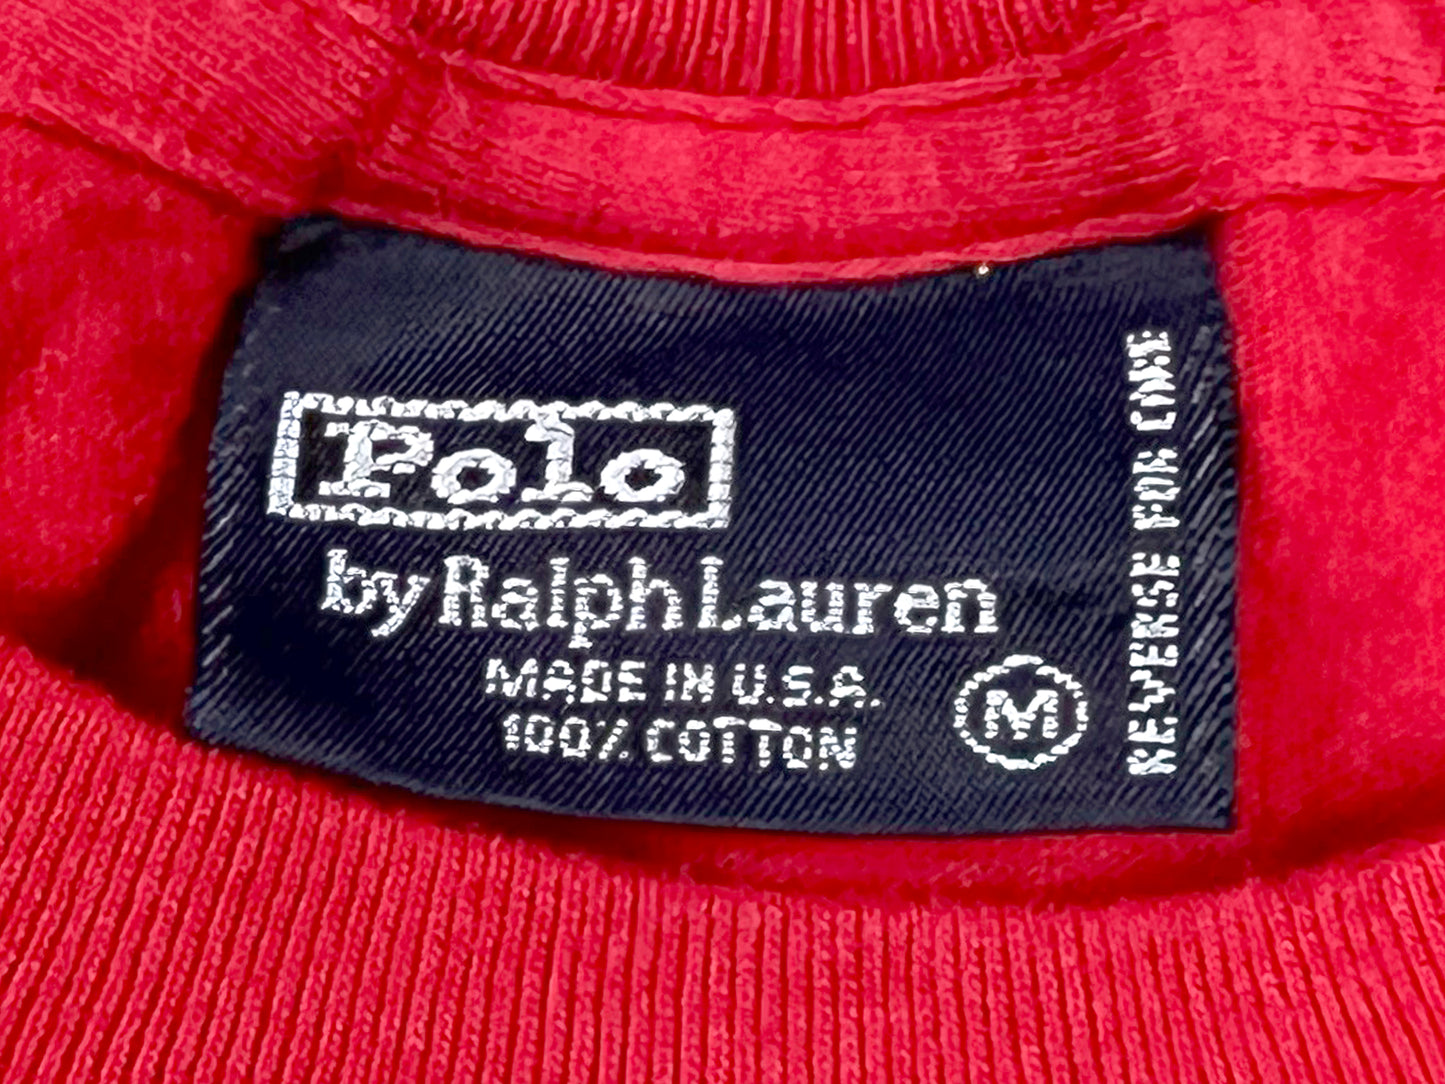 Polo
by Ralph Lauren
MADE IN U.S.A.
100% COTTON
M
REVERSE FOR CARE